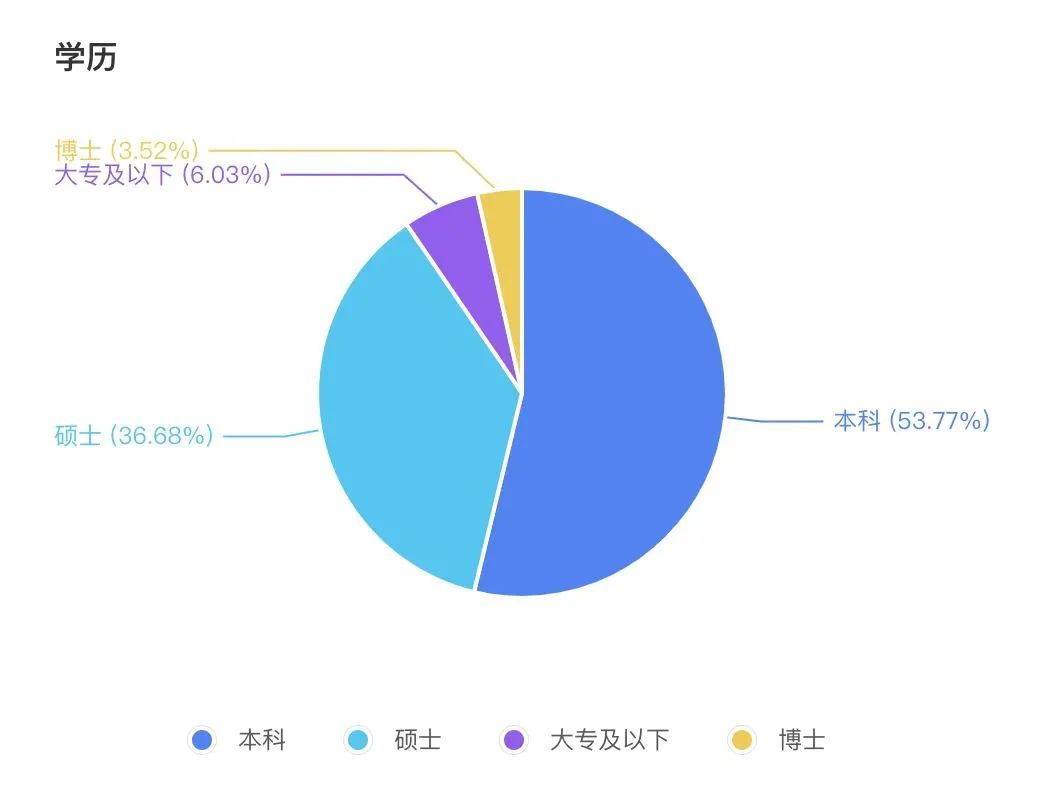 学历
博士 (3.52%)
大专及以下 (6.03%)
本科 (53.77%)
硕士 (36.68%)
本科 硕士 大专及以下 博士